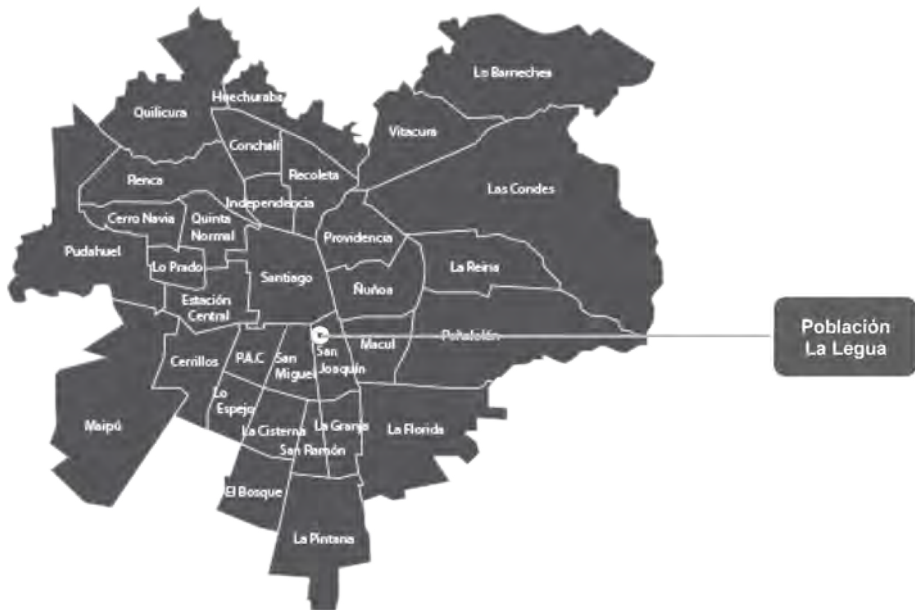 Lo Barneches
Huechuraba
Quilicura
Vitacura
Conchalí
Recoleta
Renca
Las Condes
Independencia
Cerro Navia
Quinta
Normal
Providencia
Pudahuel
Lo Prado
Santiago
La Reina
Ñuñoa
Estación
Central
Población
La Legua
Cerrillos
P.A.C
San
Miguel
San
Joaquín
Macul
Peñalolén
Lo
Espejo
Maipú
La Cisterna
La Granja
La Florida
San Ramón
El Bosque
La Pintana